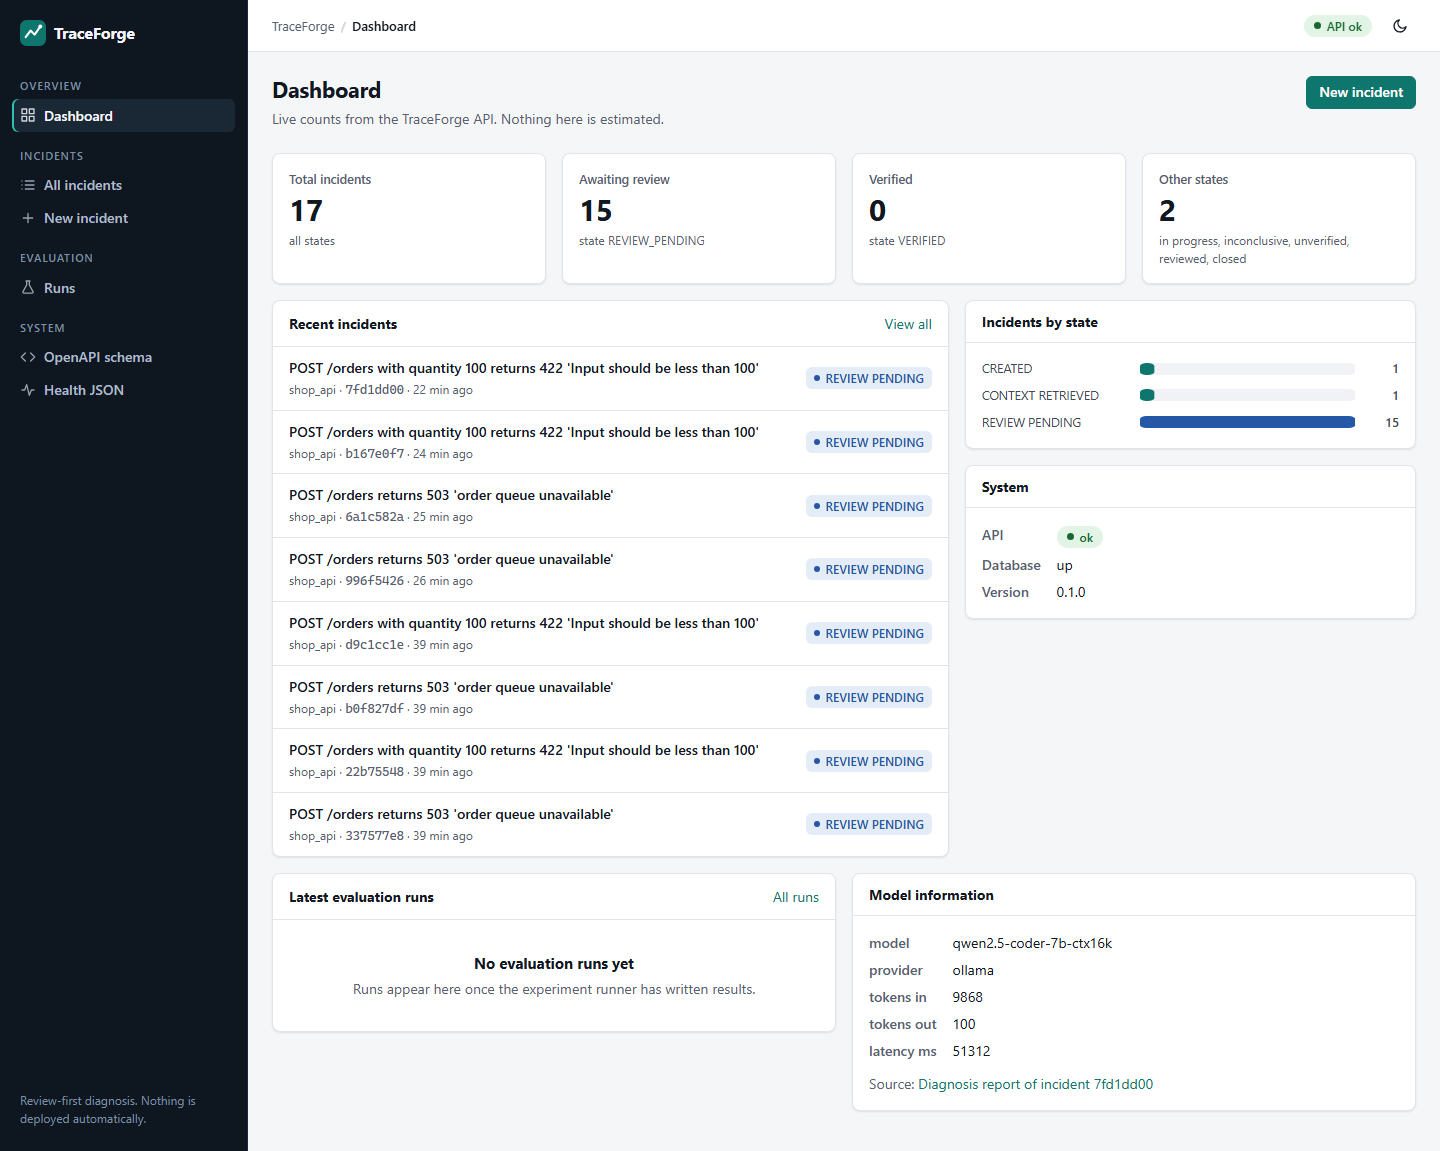 TraceForge
OVERVIEW
Dashboard
INCIDENTS
All incidents
New incident
EVALUATION
Runs
SYSTEM
OpenAPI schema
Health JSON
Review-first diagnosis. Nothing is
deployed automatically.
TraceForge / Dashboard
API ok
Dashboard
Live counts from the TraceForge API. Nothing here is estimated.
New incident
Total incidents
17
all states
Awaiting review
15
state REVIEW_PENDING
Verified
0
state VERIFIED
Other states
2
in progress, inconclusive, unverified,
reviewed, closed
Recent incidents
View all
POST /orders with quantity 100 returns 422 'Input should be less than 100'
shop_api · 7fd1dd00 · 22 min ago
REVIEW PENDING
POST /orders with quantity 100 returns 422 'Input should be less than 100'
shop_api · b167e0f7 · 24 min ago
REVIEW PENDING
POST /orders returns 503 'order queue unavailable'
shop_api · 6a1c582a · 25 min ago
REVIEW PENDING
POST /orders returns 503 'order queue unavailable'
shop_api · 996f5426 · 26 min ago
REVIEW PENDING
POST /orders with quantity 100 returns 422 'Input should be less than 100'
shop_api · d9c1cc1e · 39 min ago
REVIEW PENDING
POST /orders returns 503 'order queue unavailable'
shop_api · b0f827df · 39 min ago
REVIEW PENDING
POST /orders with quantity 100 returns 422 'Input should be less than 100'
shop_api · 22b75548 · 39 min ago
REVIEW PENDING
POST /orders returns 503 'order queue unavailable'
shop_api · 337577e8 · 39 min ago
REVIEW PENDING
Incidents by state
CREATED 1
CONTEXT RETRIEVED 1
REVIEW PENDING 15
System
API ok
Database up
Version 0.1.0
Latest evaluation runs
All runs
No evaluation runs yet
Runs appear here once the experiment runner has written results.
Model information
model qwen2.5-coder-7b-ctx16k
provider ollama
tokens in 9868
tokens out 100
latency ms 51312
Source: Diagnosis report of incident 7fd1dd00